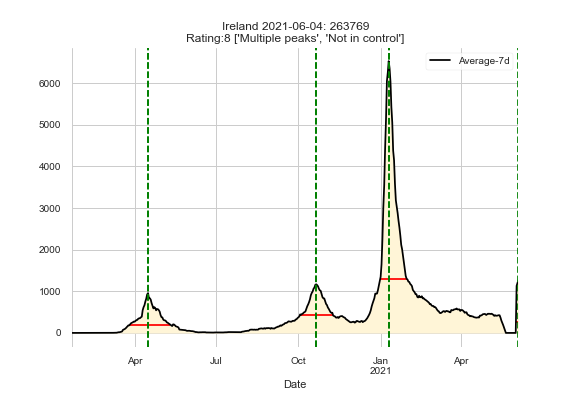 Ireland 2021-06-04: 263769
Rating:8 ['Multiple peaks', 'Not in control']
Average-7d
6000
5000
4000
3000
2000
1000
0
Apr Jul Oct Jan Apr
2021
Date